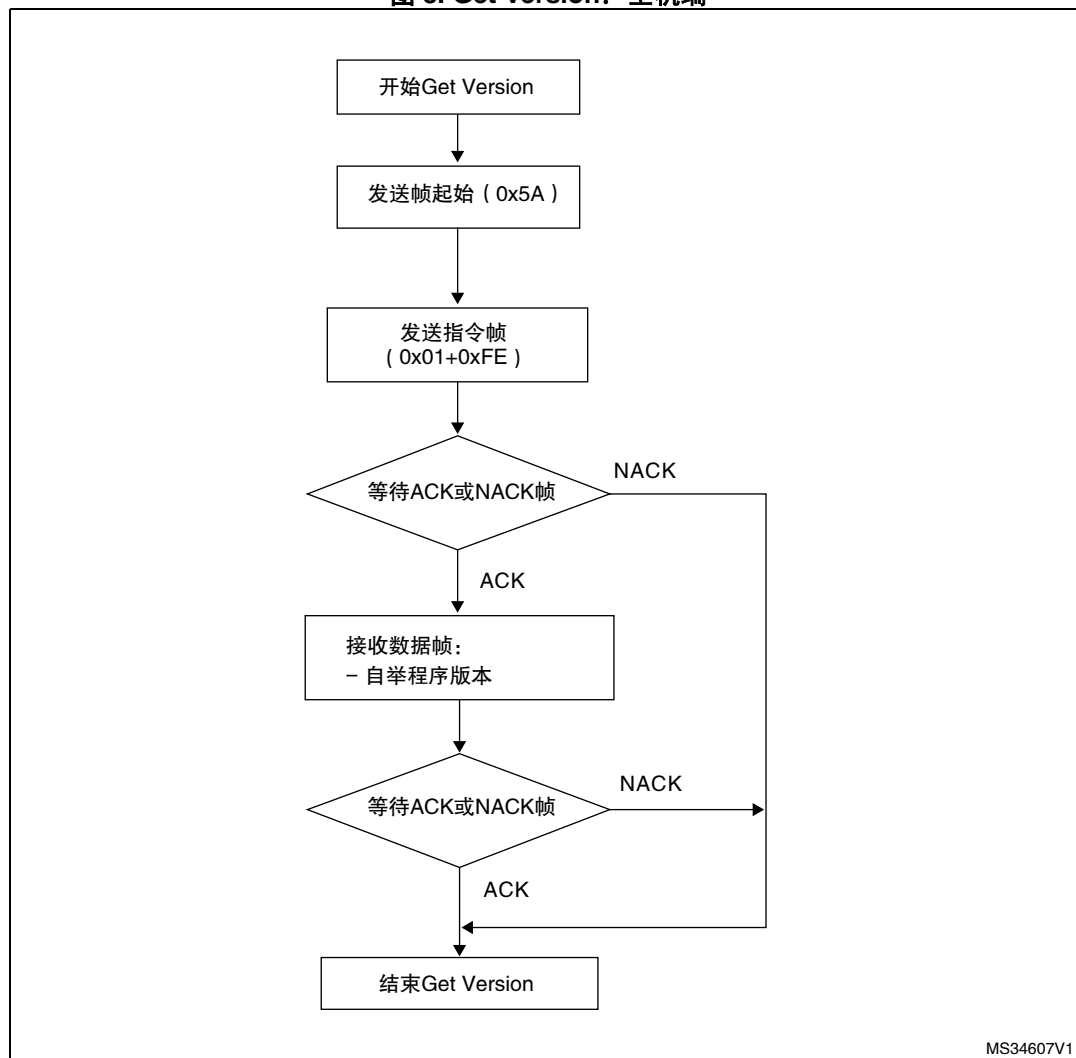 开始Get Version
发送帧起始（0x5A）
发送指令帧
（0x01+0xFE）
等待ACK或NACK帧
NACK
ACK
接收数据帧：
– 自举程序版本
等待ACK或NACK帧
NACK
ACK
结束Get Version
MS34607V1